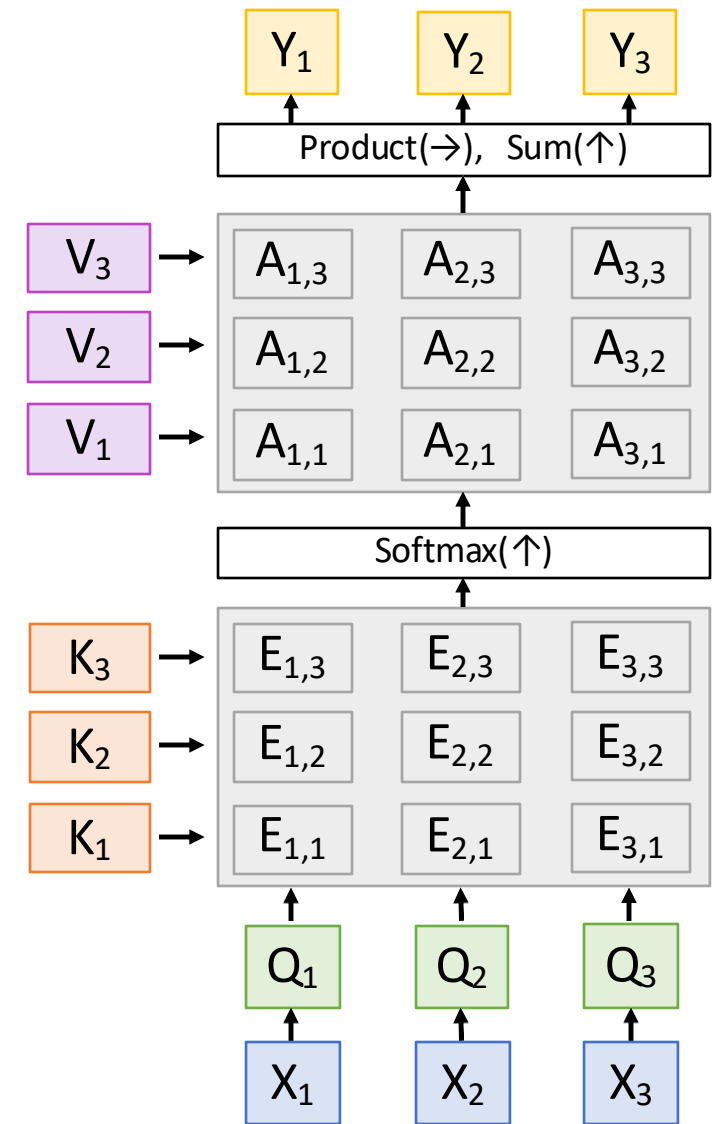 Y₁ Y₂ Y₃
Product(→), Sum(↑)
V₃ A₁,₃ A₂,₃ A₃,₃
V₂ A₁,₂ A₂,₂ A₃,₂
V₁ A₁,₁ A₂,₁ A₃,₁
Softmax(↑)
K₃ E₁,₃ E₂,₃ E₃,₃
K₂ E₁,₂ E₂,₂ E₃,₂
K₁ E₁,₁ E₂,₁ E₃,₁
Q₁ Q₂ Q₃
X₁ X₂ X₃